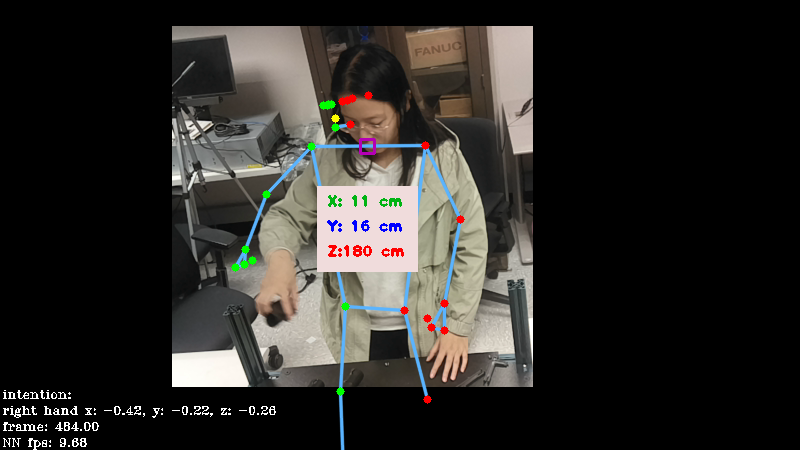 FANUC
X: 11 cm
Y: 16 cm
Z:180 cm
intention:
right hand x: -0.42, y: -0.22, z: -0.26
frame: 484.00
NN fps: 9.68